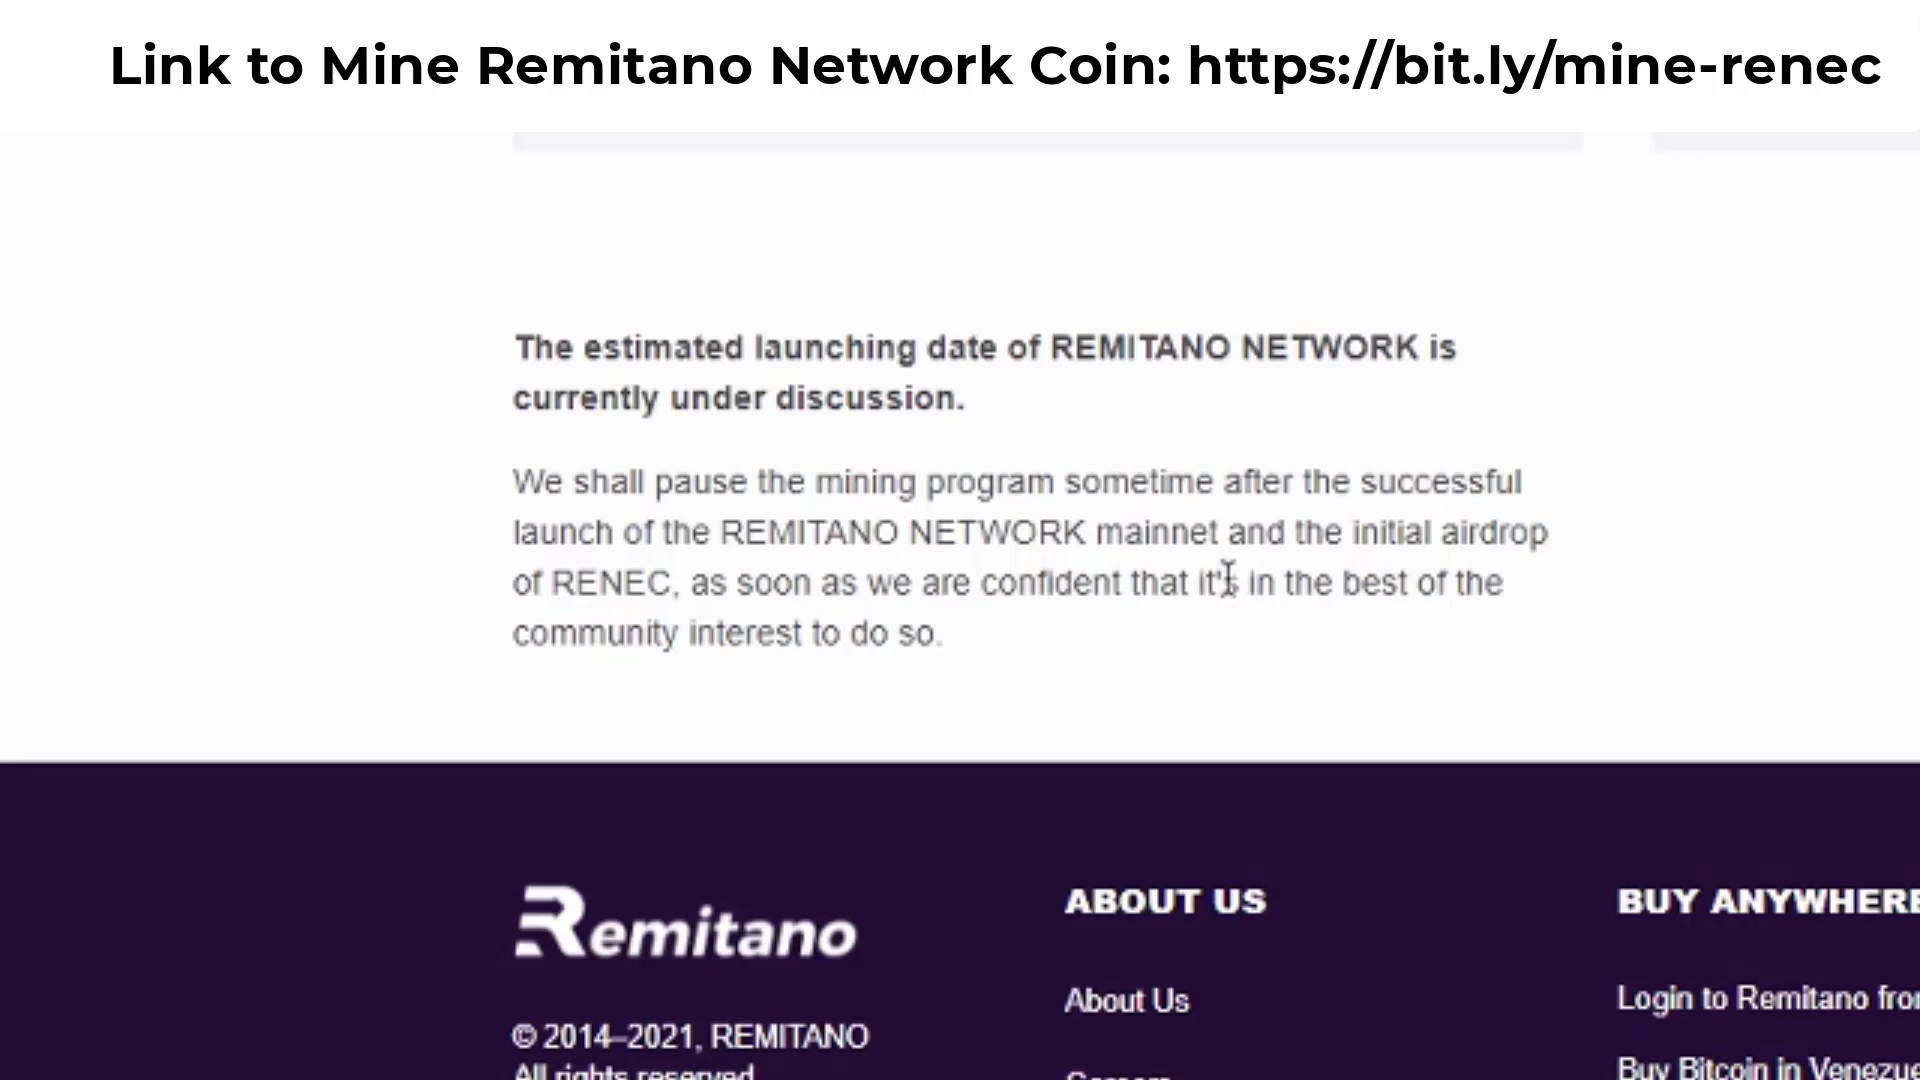 Link to Mine Remitano Network Coin: https://bit.ly/mine-renec
The estimated launching date of REMITANO NETWORK is
currently under discussion.
We shall pause the mining program sometime after the successful
launch of the REMITANO NETWORK mainnet and the initial airdrop
of RENEC, as soon as we are confident that it's in the best of the
community interest to do so.
Remitano
© 2014–2021, REMITANO
All rights reserved
ABOUT US
About Us
Careers
BUY ANYWHERE
Login to Remitano from
Buy Bitcoin in